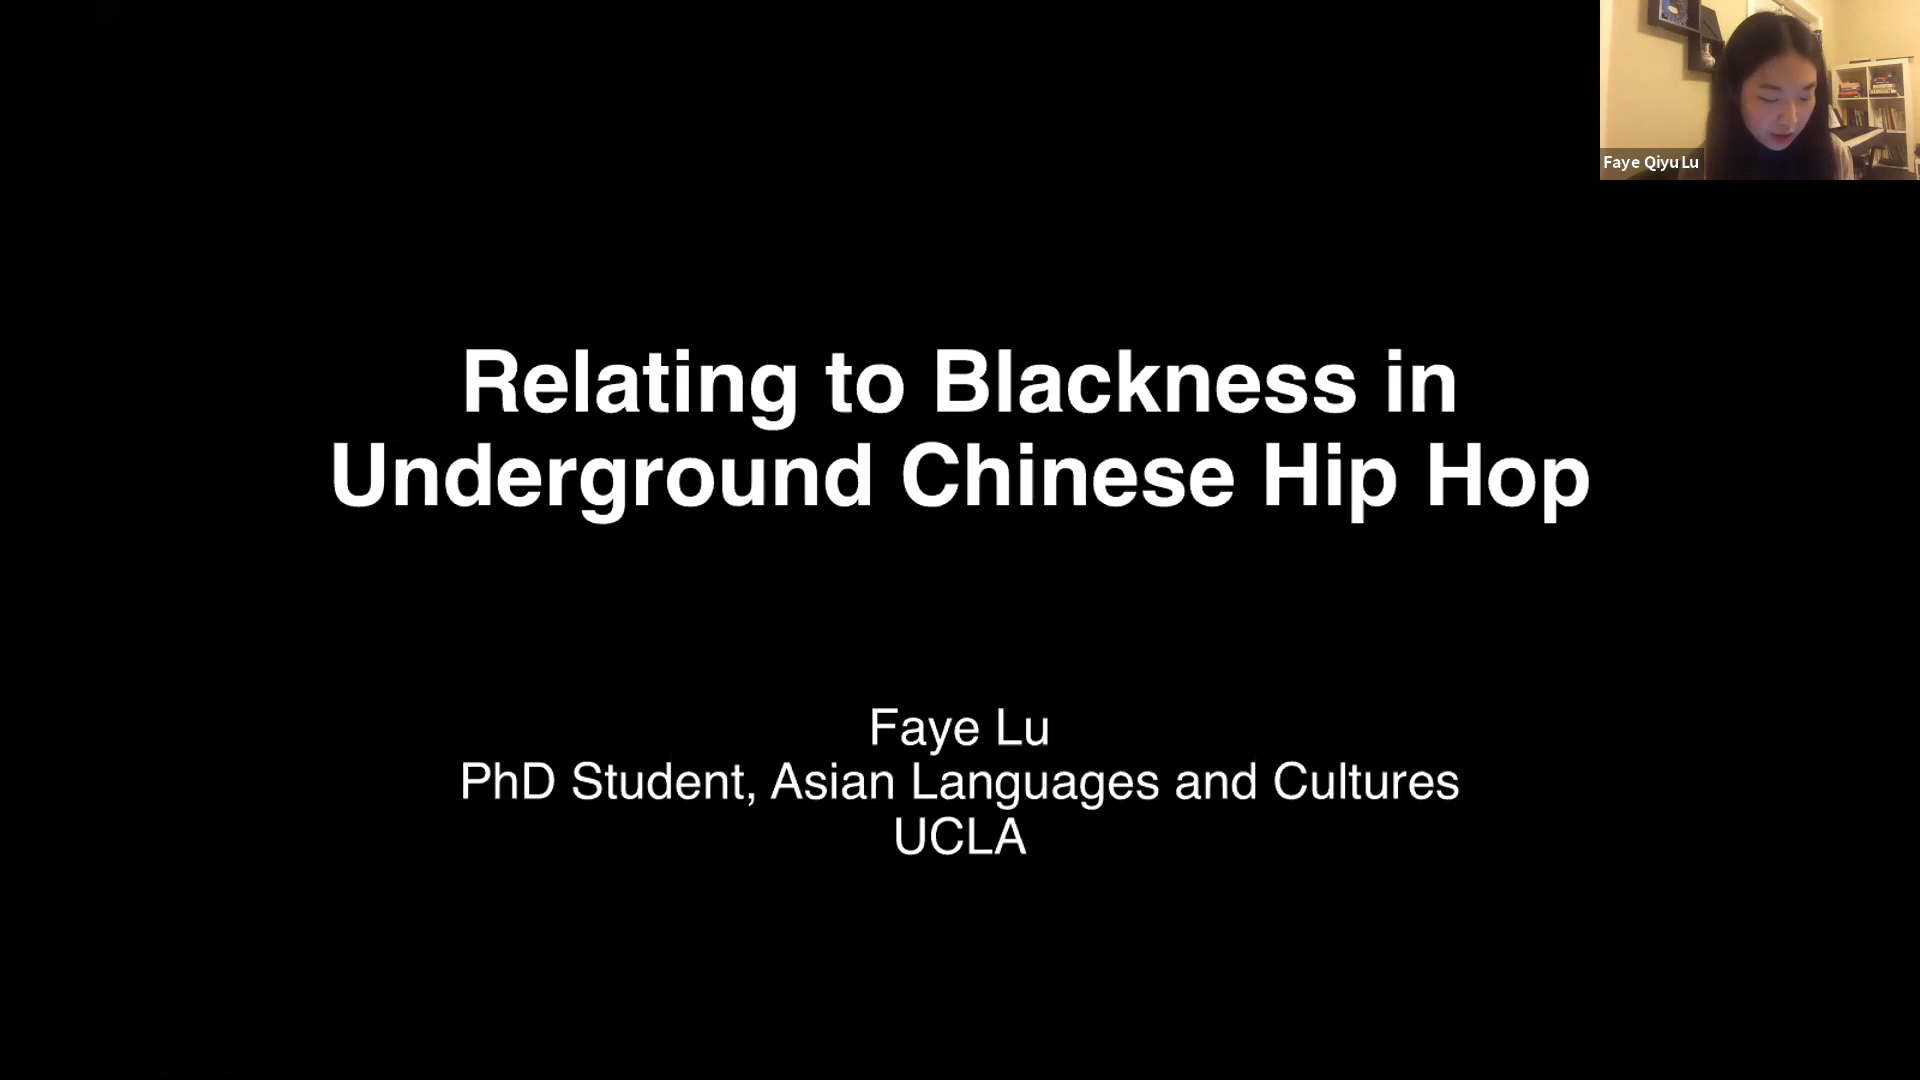 Faye Qiyu Lu
Relating to Blackness in
Underground Chinese Hip Hop
Faye Lu
PhD Student, Asian Languages and Cultures
UCLA